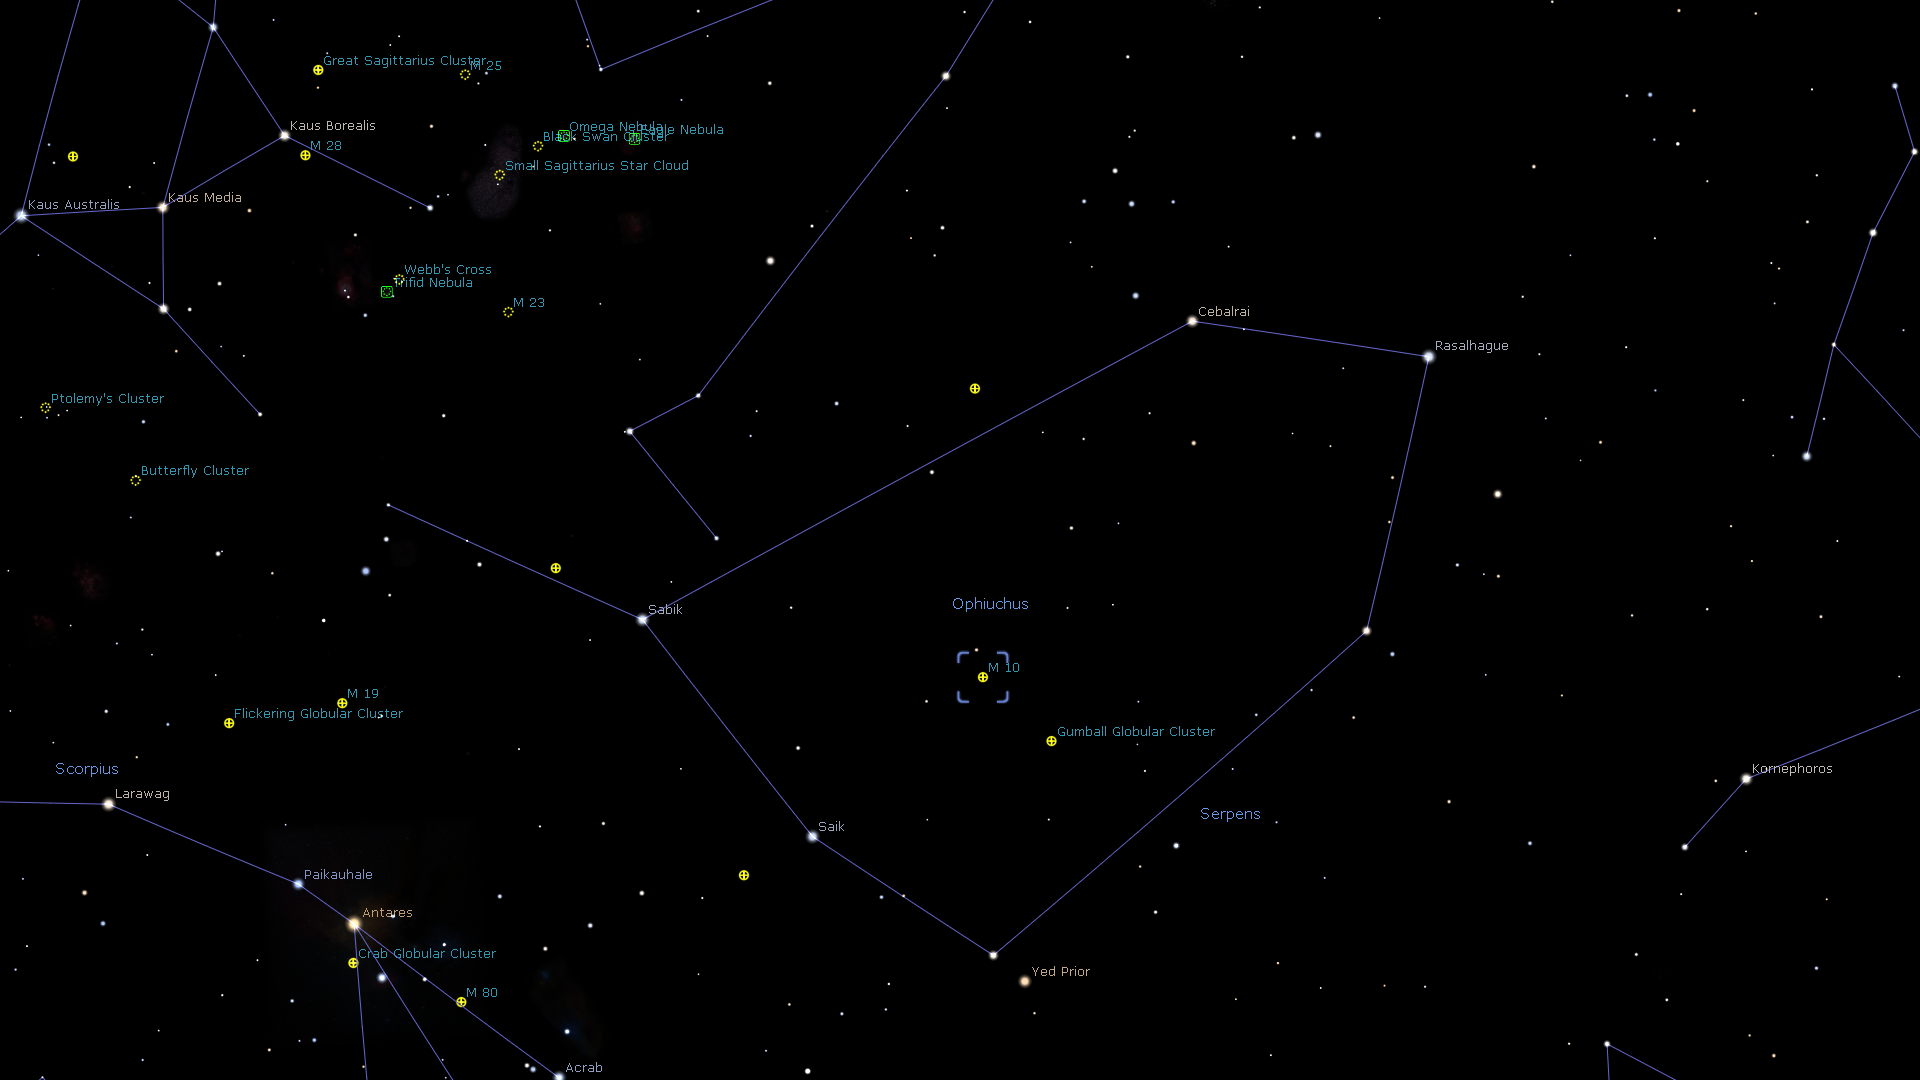 Great Sagittarius Cluster
M 25
Kaus Borealis
Omega Nebula
Eagle Nebula
Black Swan Cluster
M 28
Small Sagittarius Star Cloud
Kaus Media
Kaus Australis
Webb's Cross
Trifid Nebula
M 23
Cebalrai
Rasalhague
Ptolemy's Cluster
Butterfly Cluster
Ophiuchus
Sabik
M 10
M 19
Flickering Globular Cluster
Gumball Globular Cluster
Scorpius
Kornephoros
Larawag
Serpens
Saik
Paikauhale
Antares
Crab Globular Cluster
Yed Prior
M 80
Acrab